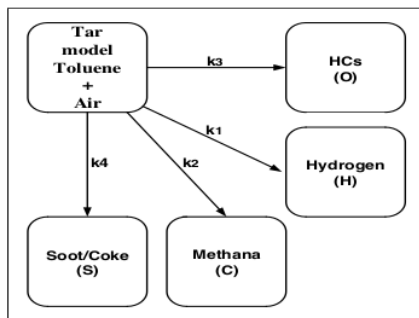 Tar
model
Toluene
+
Air
k3
HCs
(O)
k1
Hydrogen
(H)
k2
k4
Soot/Coke
(S)
Methana
(C)